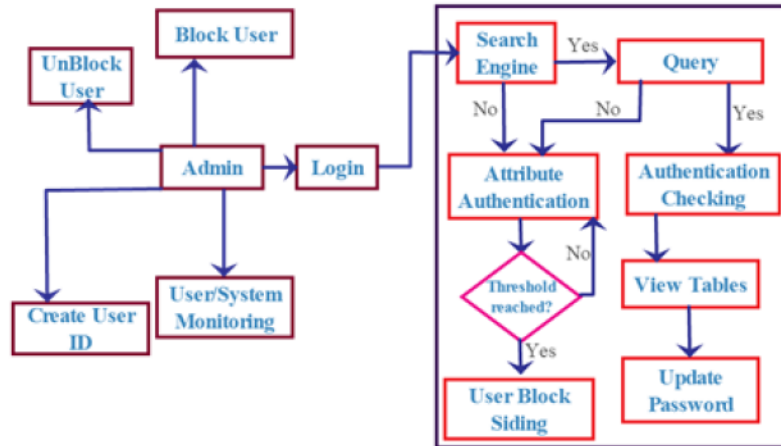 Block User
UnBlock
User
Admin
Login
Create User
ID
User/System
Monitoring
Search
Engine
Yes
Query
No
No
Yes
Attribute
Authentication
Authentication
Checking
No
Threshold
reached?
View Tables
Yes
User Block
Siding
Update
Password